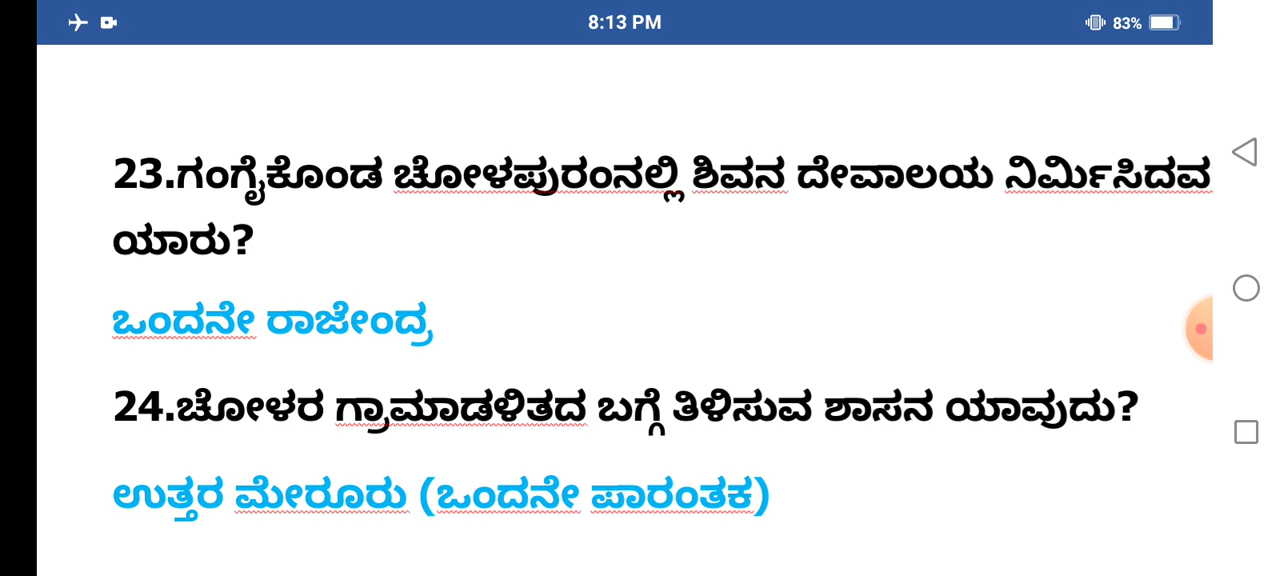 8:13 PM
83%
23.ಗಂಗೈಕೊಂಡ ಚೋಳಪುರಂನಲ್ಲಿ ಶಿವನ ದೇವಾಲಯ ನಿರ್ಮಿಸಿದವ
ಯಾರು?
ಒಂದನೇ ರಾಜೇಂದ್ರ
24.ಚೋಳರ ಗ್ರಾಮಾಡಳಿತದ ಬಗ್ಗೆ ತಿಳಿಸುವ ಶಾಸನ ಯಾವುದು?
ಉತ್ತರ ಮೇರೂರು (ಒಂದನೇ ಪಾರಂತಕ)